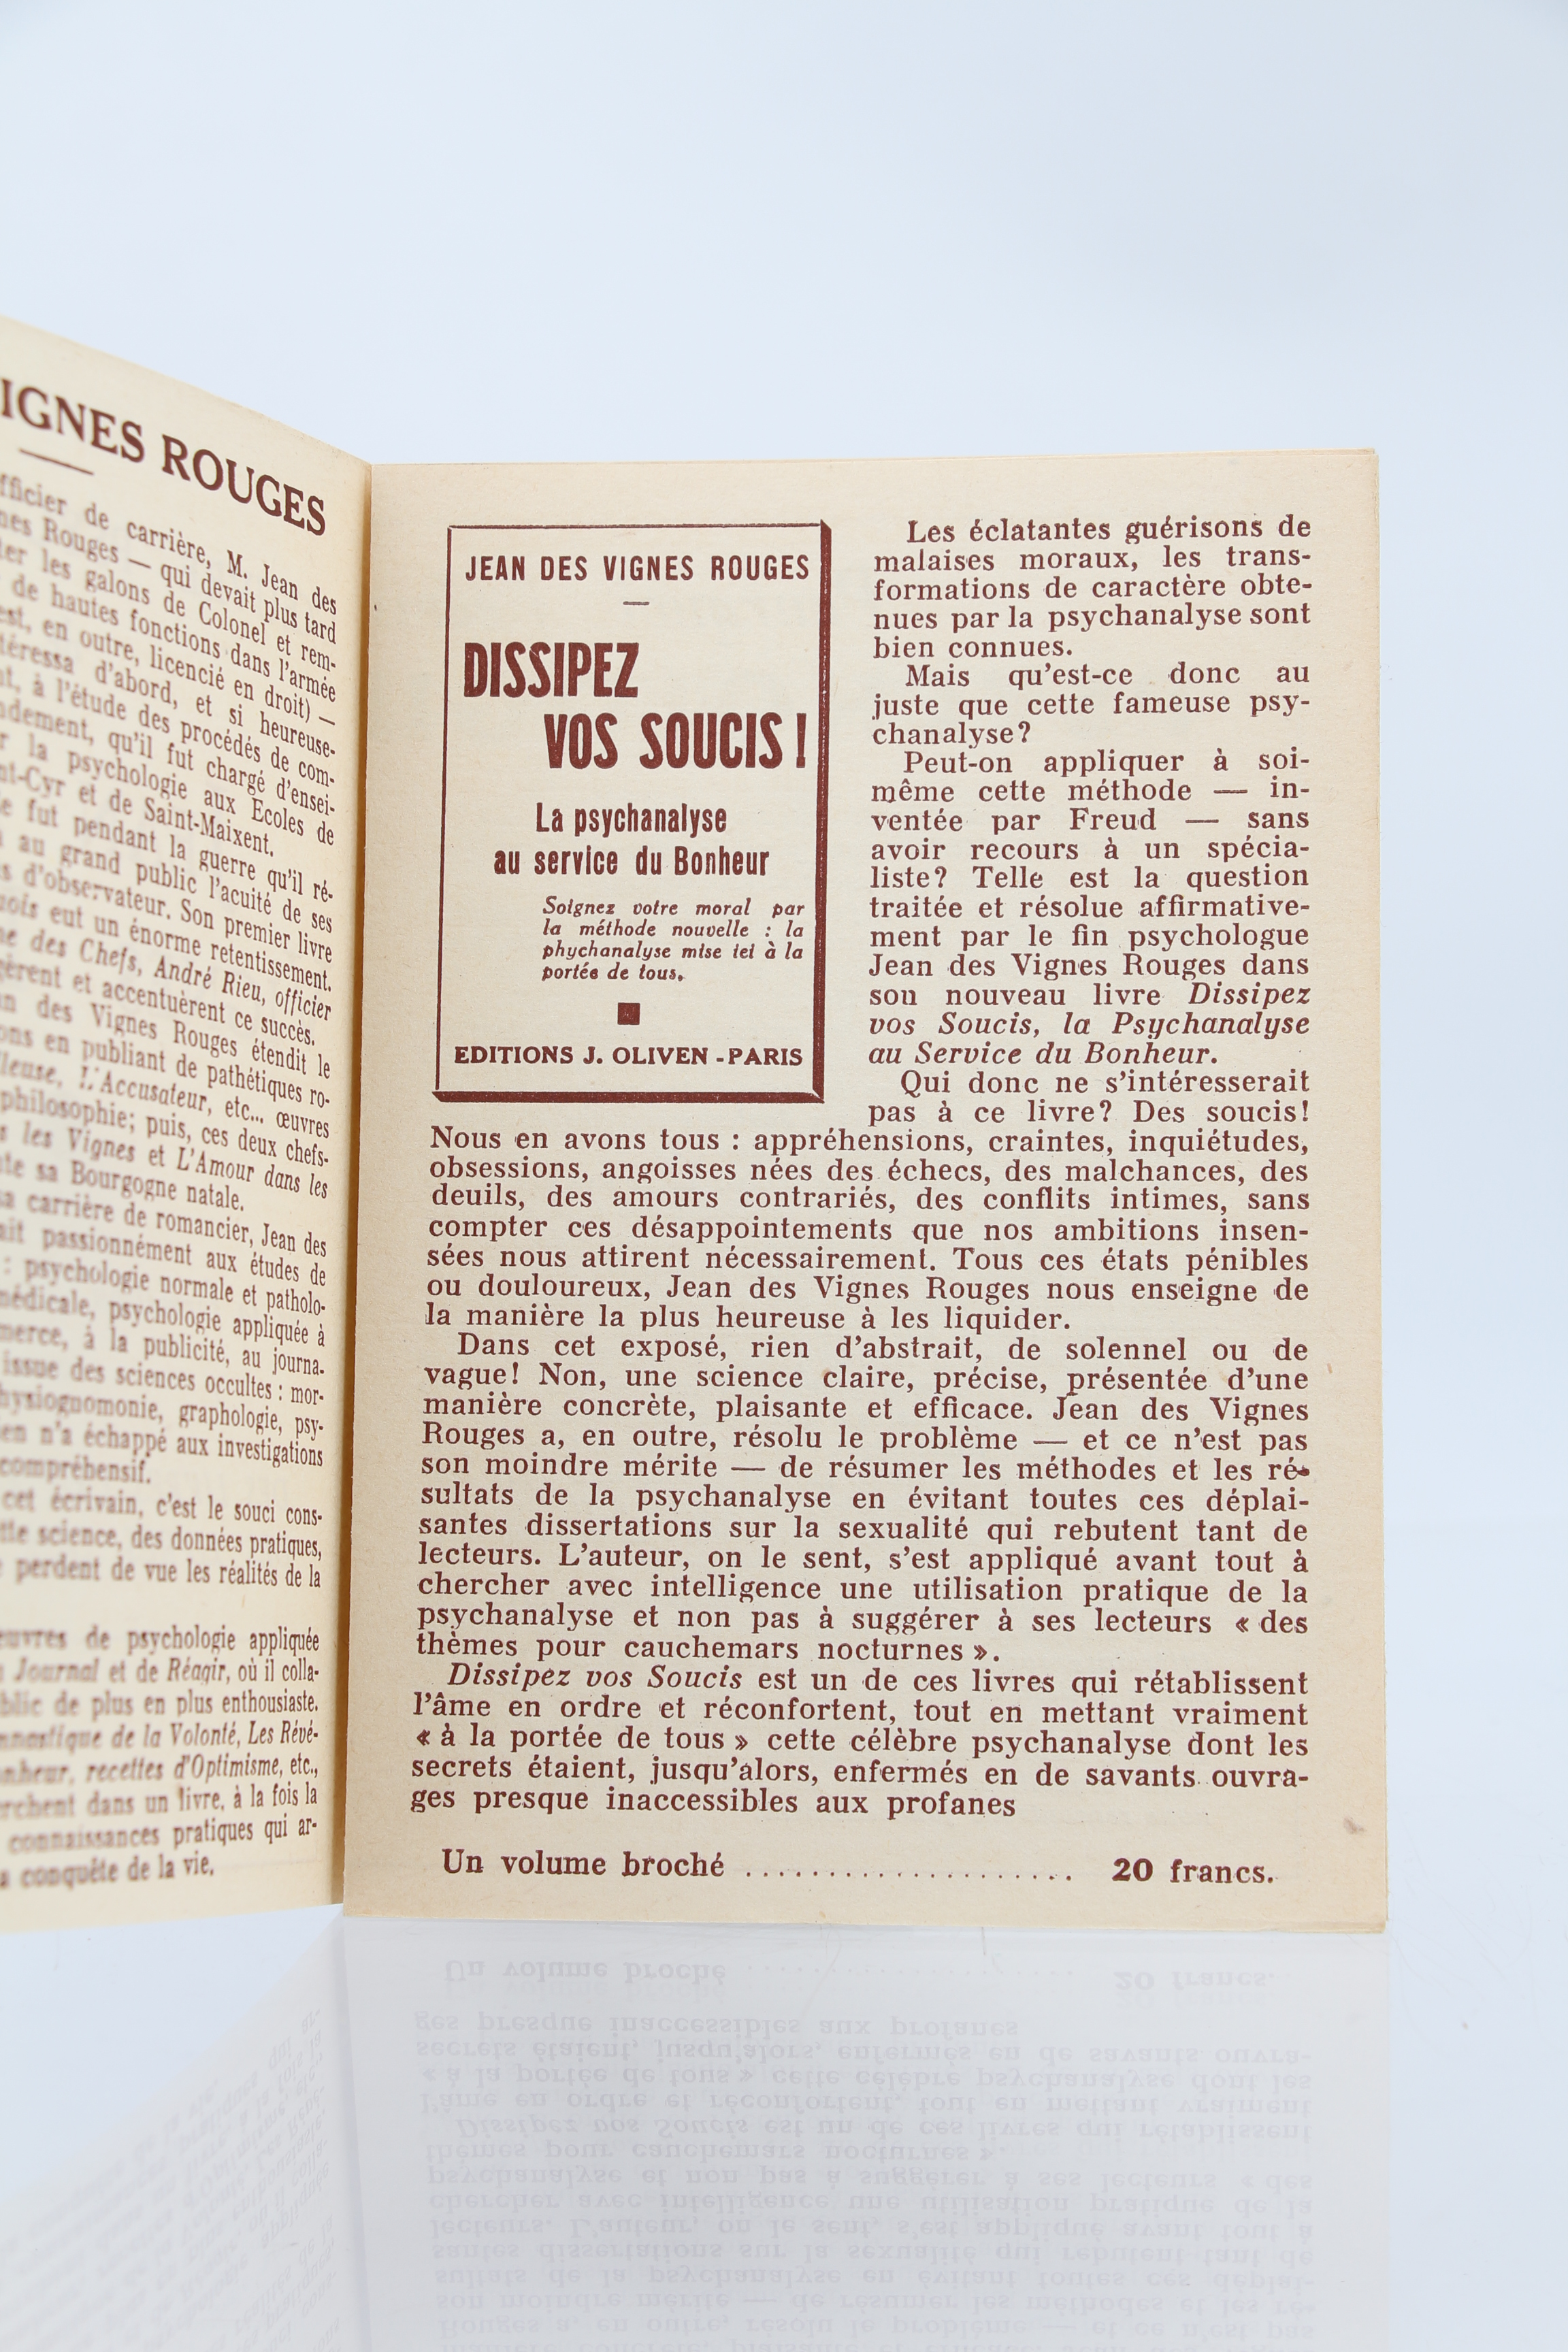 IGNES ROUGES
de carrière, M. Jean des
Rouges — qui devait plus tard
les galons de Colonel et rem-
de hautes fonctions dans l'armée
est, en outre, licencié en droit) —
d'abord, et si heureuse-
à l'étude des procédés de com-
qu'il fut chargé d'ensei-
la psychologie aux Ecoles de
et de Saint-Maixent.
fut pendant la guerre qu'il ré-
au grand public l'acuité de ses
d'observateur. Son premier livre
eut un énorme retentissement.
des Chefs, André Rieu, officier
et accentuèrent ce succès.
des Vignes Rouges étendit le
en publiant de pathétiques ro-
L'Accusateur, etc... œuvres
philosophie; puis, ces deux chefs-
les Vignes et L'Amour dans les
sa Bourgogne natale.
carrière de romancier, Jean des
passionnément aux études de
: psychologie normale et patholo-
médicale, psychologie appliquée à
à la publicité, au journa-
issue des sciences occultes : mor-
physiognomonie, graphologie, psy-
n'a échappé aux investigations
compréhensif.
cet écrivain, c'est le souci cons-
science, des données pratiques,
perdent de vue les réalités de la
de psychologie appliquée
Journal et de Réagir, où il colla-
de plus en plus enthousiaste.
de la Volonté, Les Révé-
recettes d'Optimisme, etc.,
dans un livre, à la fois la
connaissances pratiques qui ar-
conquête de la vie.
JEAN DES VIGNES ROUGES
DISSIPEZ
VOS SOUCIS !
La psychanalyse
au service du Bonheur
Soignez votre moral par
la méthode nouvelle : la
phychanalyse mise ici à la
portée de tous.
EDITIONS J. OLIVEN - PARIS
Les éclatantes guérisons de
malaises moraux, les trans-
formations de caractère obte-
nues par la psychanalyse sont
bien connues.
Mais qu'est-ce donc au
juste que cette fameuse psy-
chanalyse?
Peut-on appliquer à soi-
même cette méthode — in-
ventée par Freud — sans
avoir recours à un spécia-
liste? Telle est la question
traitée et résolue affirmative-
ment par le fin psychologue
Jean des Vignes Rouges dans
son nouveau livre Dissipez
vos Soucis, la Psychanalyse
au Service du Bonheur.
Qui donc ne s'intéresserait
pas à ce livre? Des soucis!
Nous en avons tous : appréhensions, craintes, inquiétudes,
obsessions, angoisses nées des échecs, des malchances, des
deuils, des amours contrariés, des conflits intimes, sans
compter ces désappointements que nos ambitions insen-
sées nous attirent nécessairement. Tous ces états pénibles
ou douloureux, Jean des Vignes Rouges nous enseigne de
la manière la plus heureuse à les liquider.
Dans cet exposé, rien d'abstrait, de solennel ou de
vague! Non, une science claire, précise, présentée d'une
manière concrète, plaisante et efficace. Jean des Vignes
Rouges a, en outre, résolu le problème — et ce n'est pas
son moindre mérite — de résumer les méthodes et les ré-
sultats de la psychanalyse en évitant toutes ces déplai-
santes dissertations sur la sexualité qui rebutent tant de
lecteurs. L'auteur, on le sent, s'est appliqué avant tout à
chercher avec intelligence une utilisation pratique de la
psychanalyse et non pas à suggérer à ses lecteurs « des
thèmes pour cauchemars nocturnes ».
Dissipez vos Soucis est un de ces livres qui rétablissent
l'âme en ordre et réconfortent, tout en mettant vraiment
« à la portée de tous » cette célèbre psychanalyse dont les
secrets étaient, jusqu'alors, enfermés en de savants ouvra-
ges presque inaccessibles aux profanes
Un volume broché .................... 20 francs.